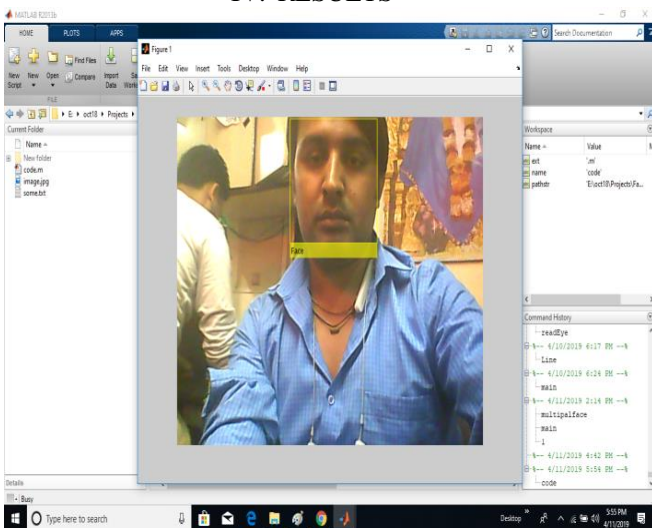 IV. RESULTS
MATLAB R2013b
HOME PLOTS APPS
Search Documentation
New Script
New
Open
Find Files
Compare
Import Data
FILE
E: ▸ oct18 ▸ Projects ▸
Current Folder
Name
New folder
code.m
image.jpg
some.txt
Details
Busy
Figure 1
File Edit View Insert Tools Desktop Window Help
Face
Workspace
Name Value
ext '.m'
name 'code'
pathstr 'E:\oct18\Projects\Fa...
Command History
readEye
%-- 4/10/2019 6:17 PM --%
Line
%-- 4/10/2019 6:24 PM --%
main
%-- 4/11/2019 2:14 PM --%
multipalface
main
1
%-- 4/11/2019 4:42 PM --%
%-- 4/11/2019 5:54 PM --%
code
Type here to search
Desktop
5:55 PM
4/11/2019